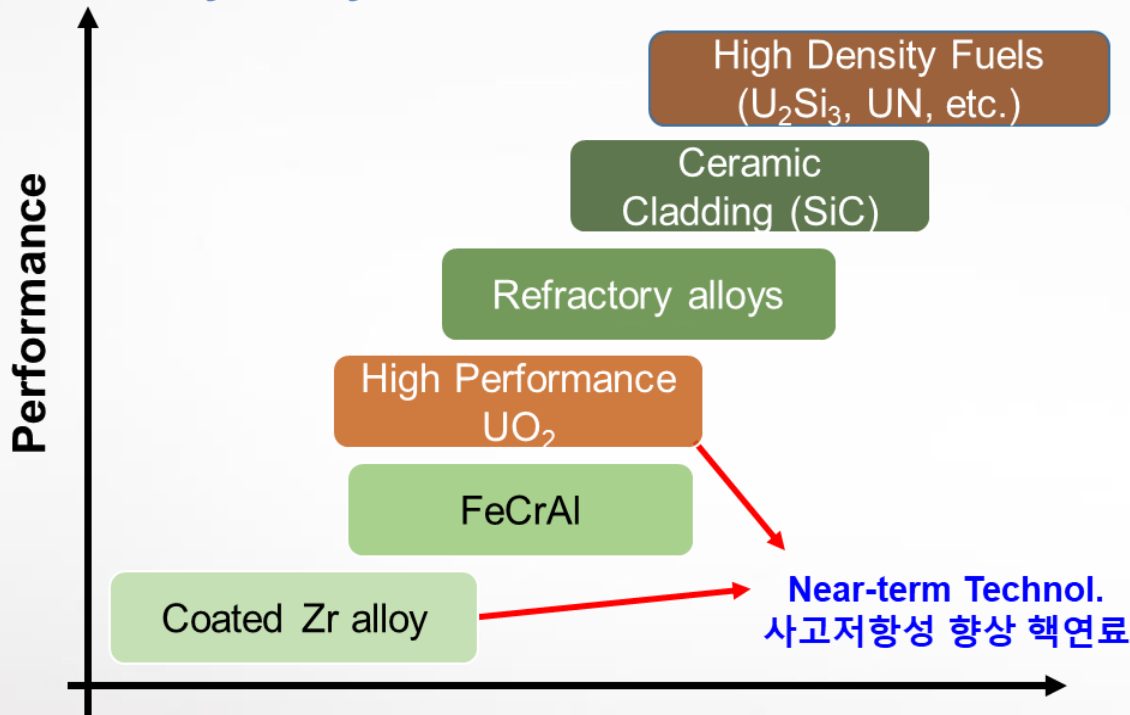 High Density Fuels
(U₂Si₃, UN, etc.)
Ceramic
Cladding (SiC)
Performance
Refractory alloys
High Performance
UO₂
FeCrAl
Coated Zr alloy
Near-term Technol.
사고저항성 향상 핵연료